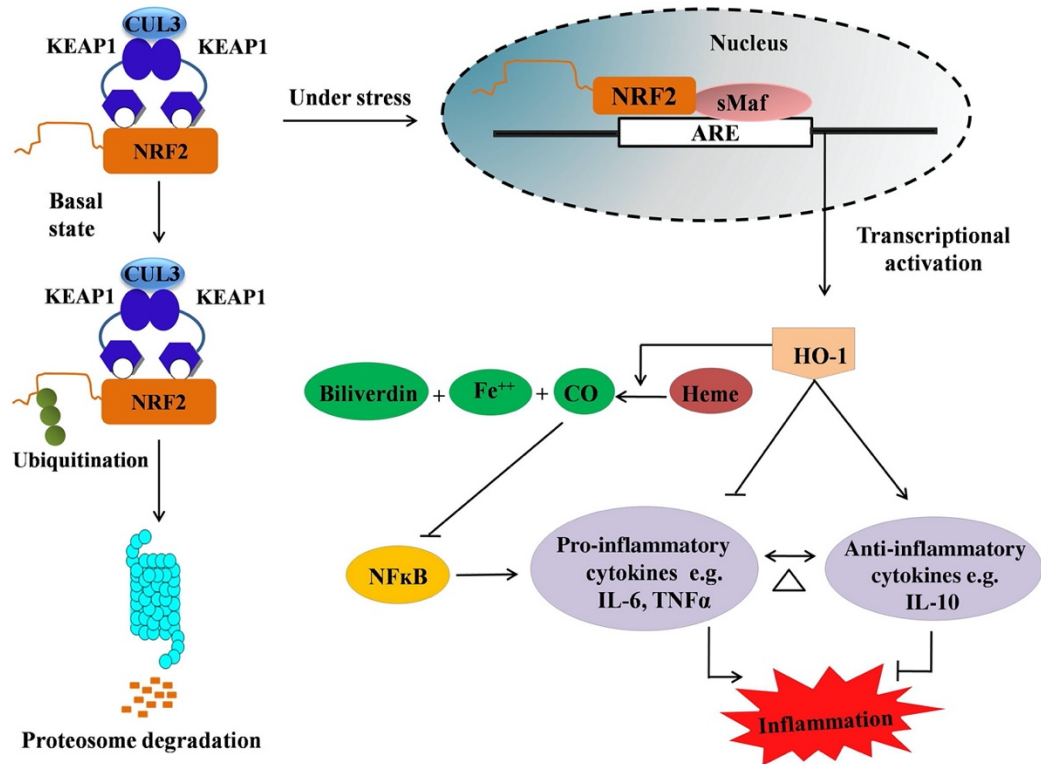 CUL3
KEAP1 KEAP1
NRF2
Under stress
Nucleus
NRF2
sMaf
ARE
Basal
state
Transcriptional
activation
CUL3
KEAP1 KEAP1
NRF2
Ubiquitination
HO-1
Biliverdin + Fe⁺⁺ + CO Heme
NFκB
Pro-inflammatory
cytokines e.g.
IL-6, TNFα
Anti-inflammatory
cytokines e.g.
IL-10
Inflammation
Proteosome degradation